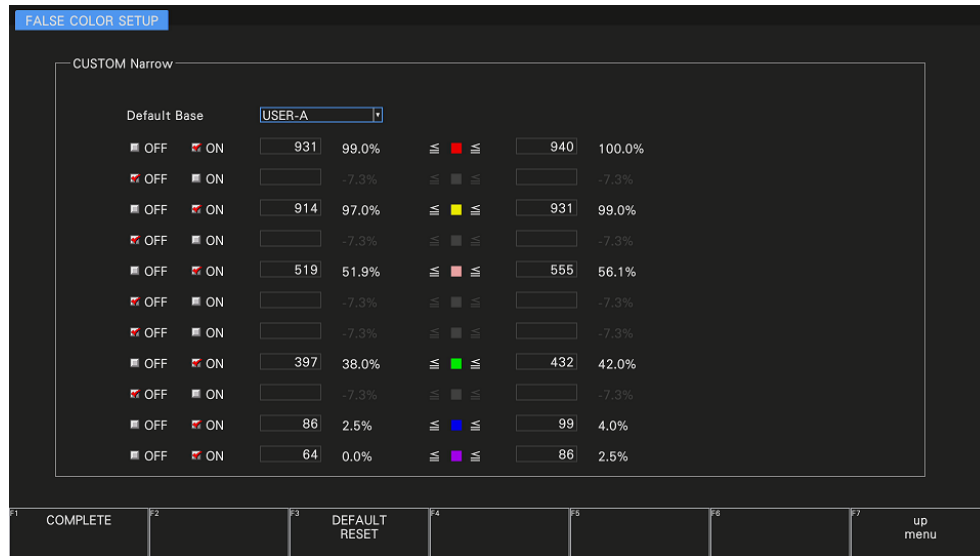 FALSE COLOR SETUP
CUSTOM Narrow
Default Base USER-A
OFF ON 931 99.0% ≦ ≦ 940 100.0%
OFF ON -7.3% ≦ ≦ -7.3%
OFF ON 914 97.0% ≦ ≦ 931 99.0%
OFF ON -7.3% ≦ ≦ -7.3%
OFF ON 519 51.9% ≦ ≦ 555 56.1%
OFF ON -7.3% ≦ ≦ -7.3%
OFF ON -7.3% ≦ ≦ -7.3%
OFF ON 397 38.0% ≦ ≦ 432 42.0%
OFF ON -7.3% ≦ ≦ -7.3%
OFF ON 86 2.5% ≦ ≦ 99 4.0%
OFF ON 64 0.0% ≦ ≦ 86 2.5%
F1 COMPLETE F2 F3 DEFAULT F4 F5 F6 F7 up
RESET menu